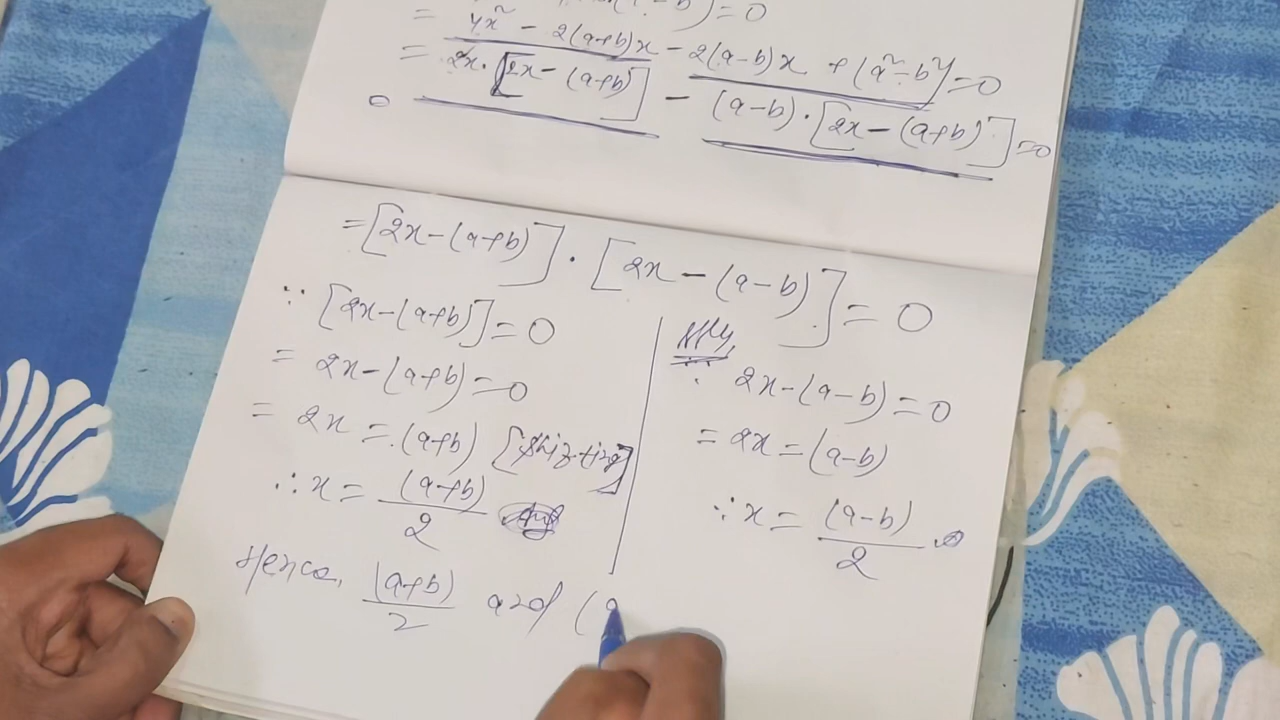 = 4x² - 2(a+b)x - 2(a-b)x + (a²-b²)=0
= 2x·[2x-(a+b)] - (a-b)·[2x-(a+b)]=0
=[2x-(a+b)]·[2x-(a-b)]=0
∵ [2x-(a+b)]=0
= 2x-(a+b)=0
= 2x=(a+b) [shifting]
∴ x = (a+b)/2
Hence, (a+b)/2 and (a
Illy,
∵ 2x-(a-b)=0
= 2x=(a-b)
∵ x = (a-b)/2